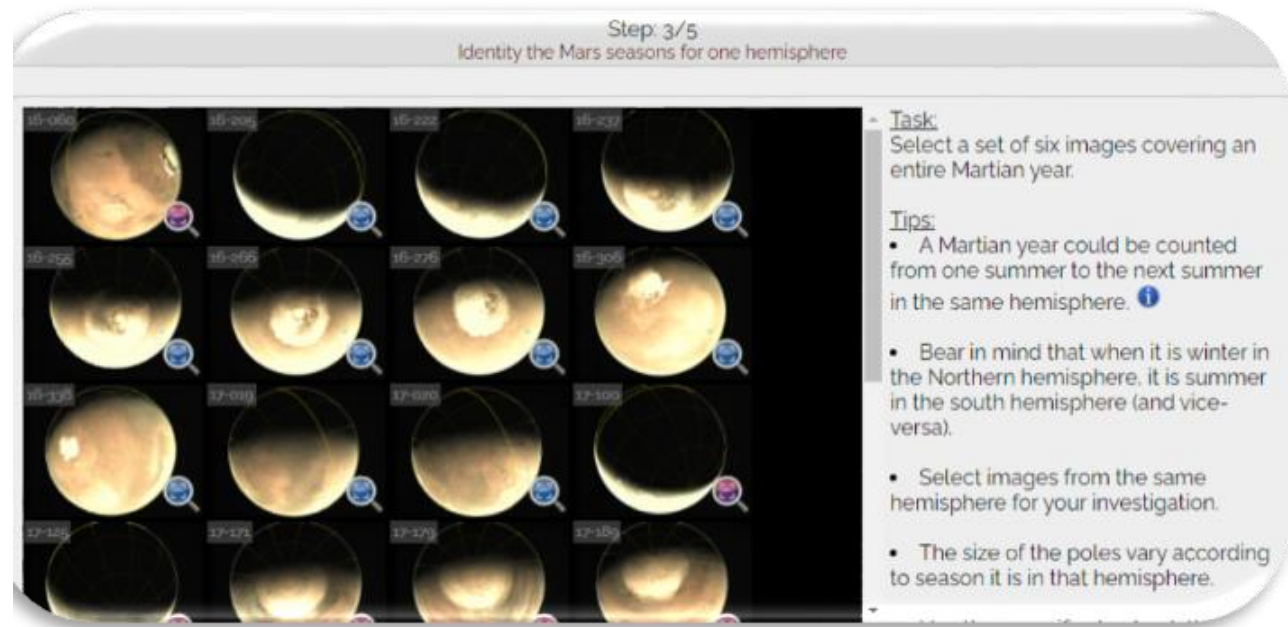 Step: 3/5
Identity the Mars seasons for one hemisphere
16-060
16-205
16-222
16-237
16-255
16-266
16-276
16-306
16-336
17-019
17-020
17-100
17-125
17-171
17-179
17-189
Task:
Select a set of six images covering an
entire Martian year.
Tips:
• A Martian year could be counted
from one summer to the next summer
in the same hemisphere.
• Bear in mind that when it is winter in
the Northern hemisphere, it is summer
in the south hemisphere (and vice-
versa).
• Select images from the same
hemisphere for your investigation.
• The size of the poles vary according
to season it is in that hemisphere.